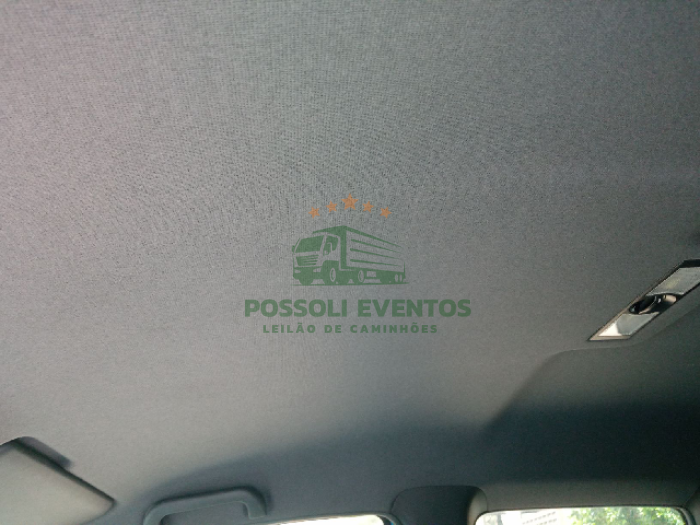 POSSOLI EVENTOS
LEILÃO DE CAMINHÕES